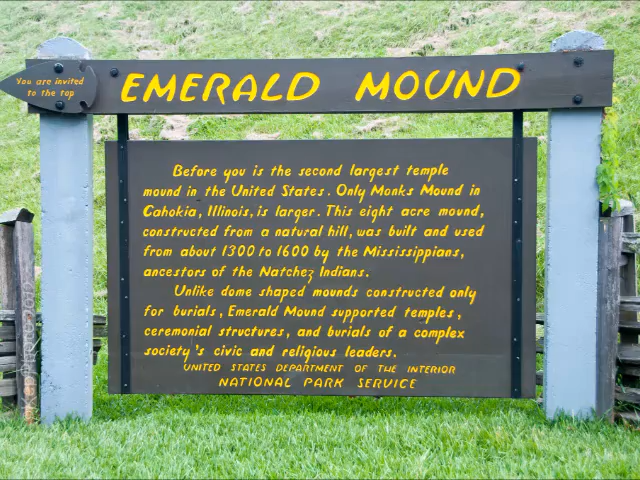 You are invited
to the top
EMERALD MOUND
Before you is the second largest temple
mound in the United States. Only Monks Mound in
Cahokia, Illinois, is larger. This eight acre mound,
constructed from a natural hill, was built and used
from about 1300 to 1600 by the Mississippians,
ancestors of the Natchez Indians.
Unlike dome shaped mounds constructed only
for burials, Emerald Mound supported temples,
ceremonial structures, and burials of a complex
society's civic and religious leaders.
UNITED STATES DEPARTMENT OF THE INTERIOR
NATIONAL PARK SERVICE